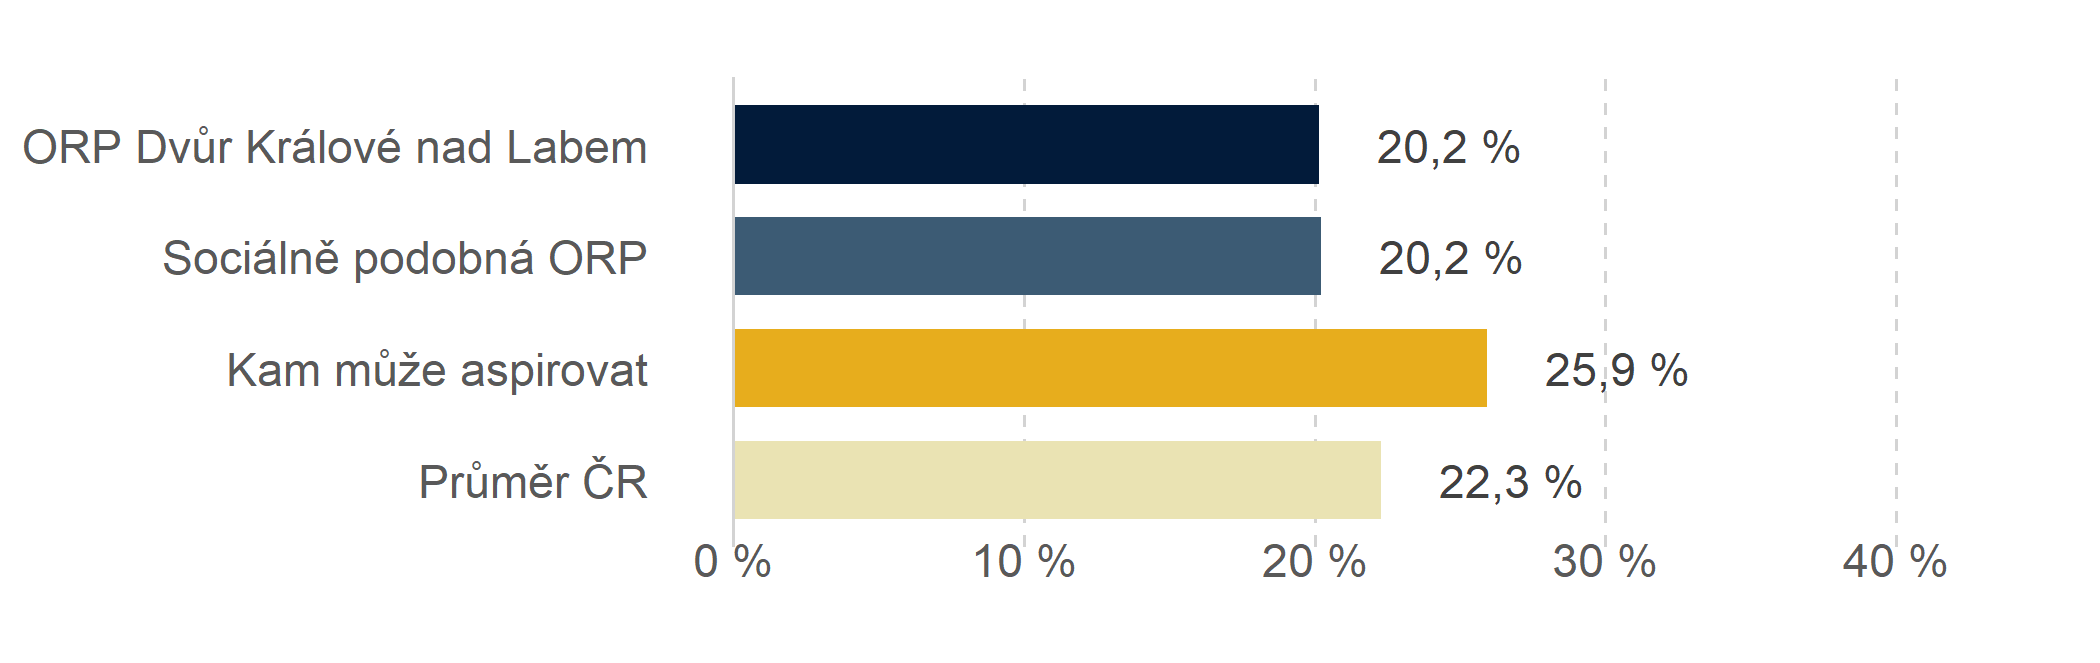 ORP Dvůr Králové nad Labem 20,2 %
Sociálně podobná ORP 20,2 %
Kam může aspirovat 25,9 %
Průměr ČR 22,3 %
0 % 10 % 20 % 30 % 40 %